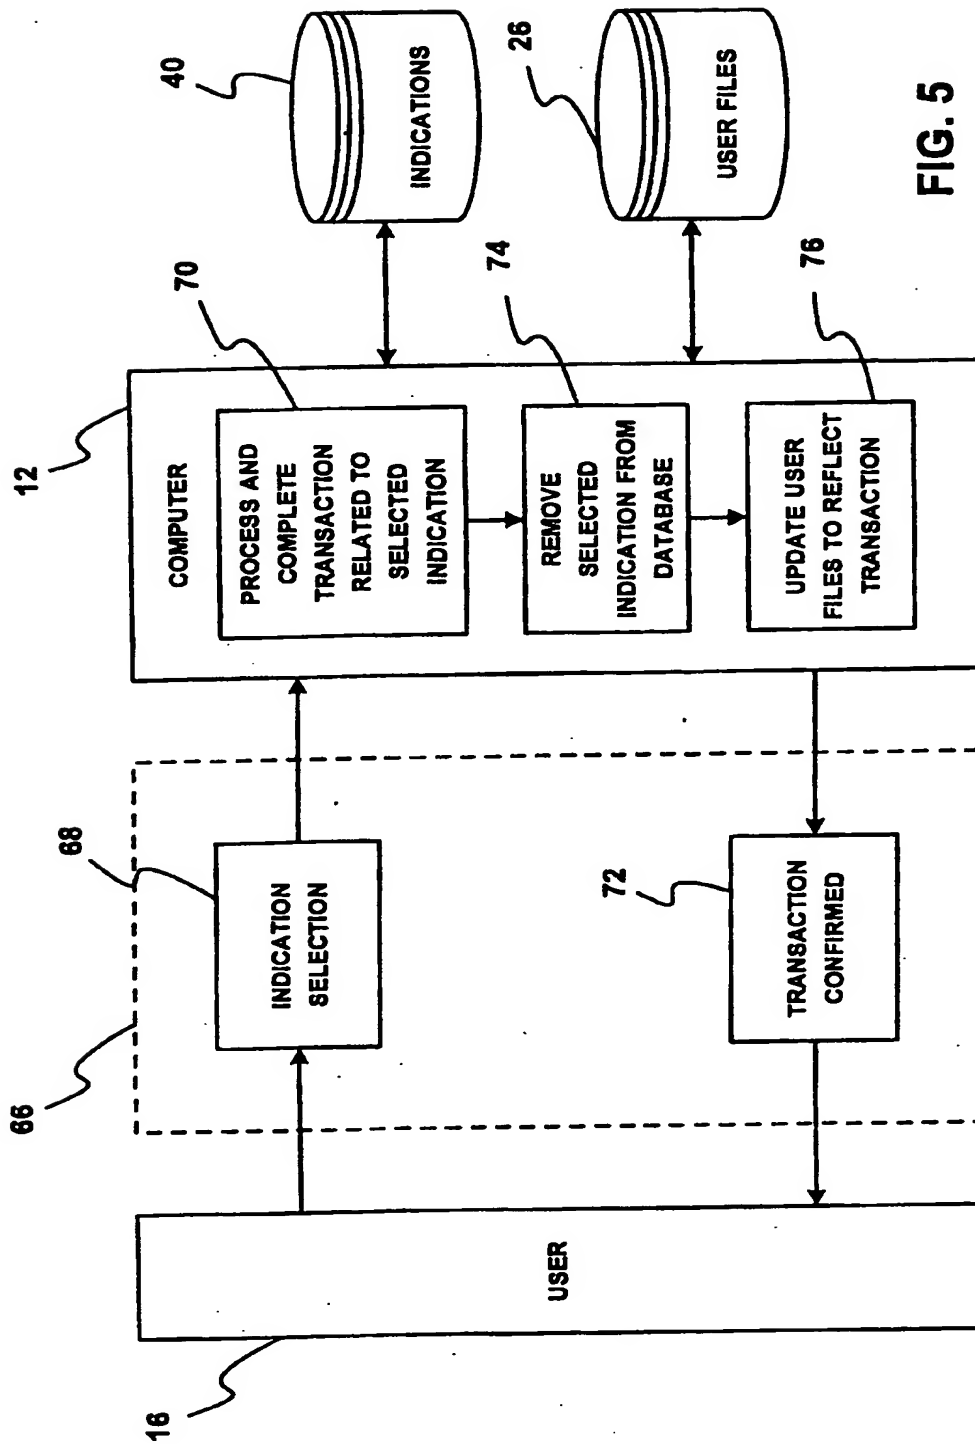 16
USER
66
68
INDICATION
SELECTION
72
TRANSACTION
CONFIRMED
12
COMPUTER
70
PROCESS AND
COMPLETE
TRANSACTION
RELATED TO
SELECTED
INDICATION
74
REMOVE
SELECTED
INDICATION FROM
DATABASE
76
UPDATE USER
FILES TO REFLECT
TRANSACTION
40
INDICATIONS
26
USER FILES
FIG. 5